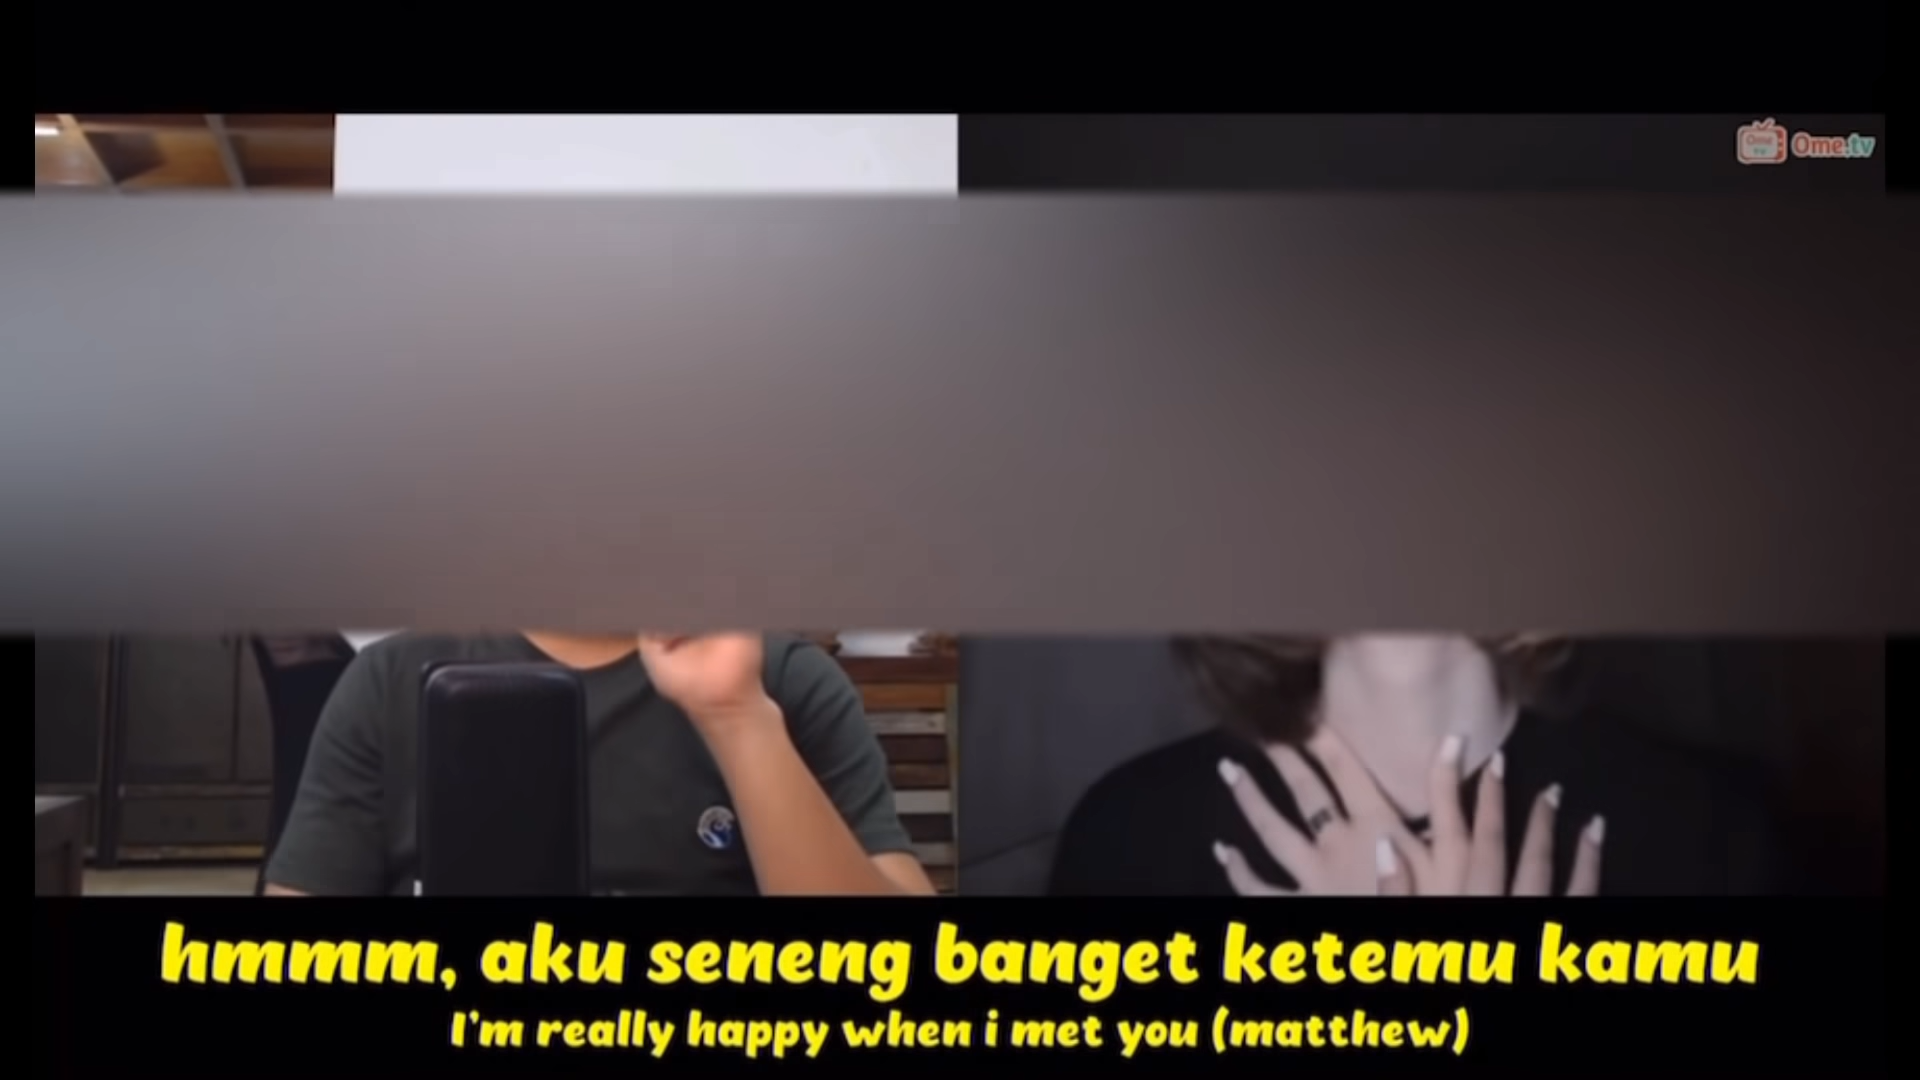 Ome.tv
hmmm, aku seneng banget ketemu kamu
I'm really happy when i met you (matthew)